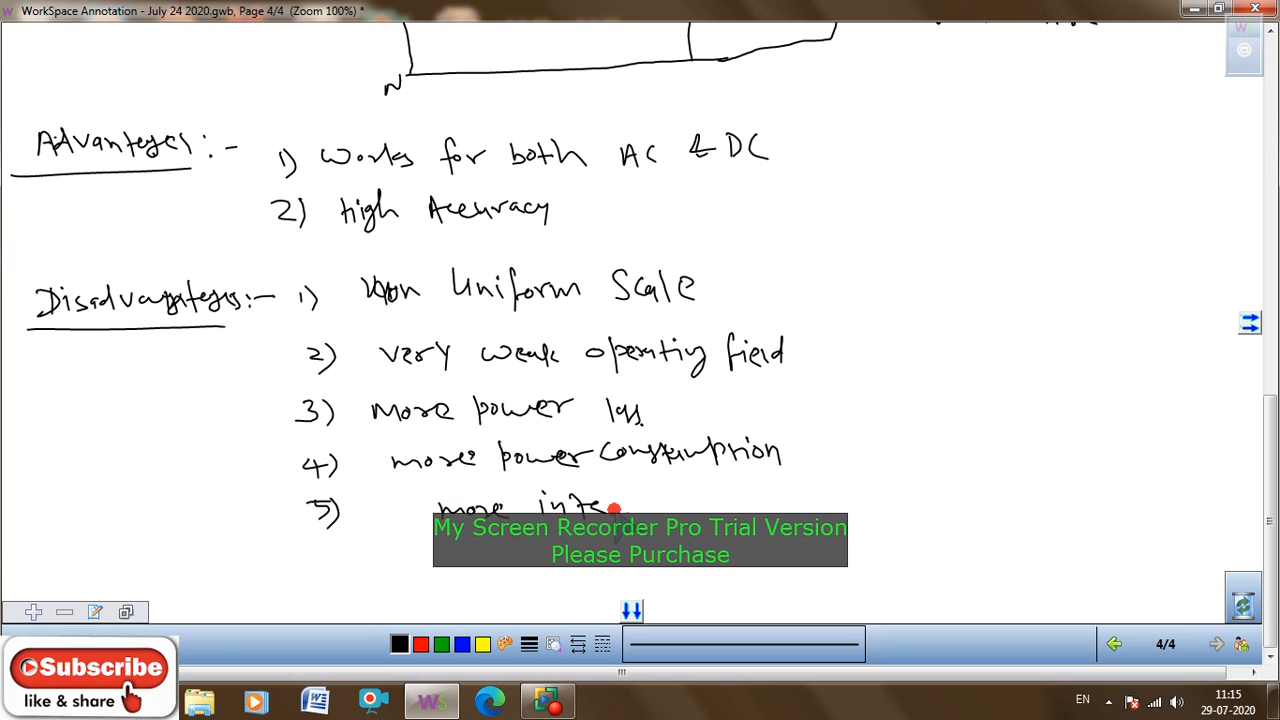 WorkSpace Annotation - July 24 2020.gwb, Page 4/4 (Zoom 100%) *
N
Advanteges :- 1) works for both AC & DC
2) High Accuracy
Disadvanteges :- 1) Non Uniform Scale
2) very weak operating field
3) More power loss.
4) more power consumption
5) more inte
My Screen Recorder Pro Trial Version
Please Purchase
4/4
Subscribe
like & share
EN
11:15
29-07-2020